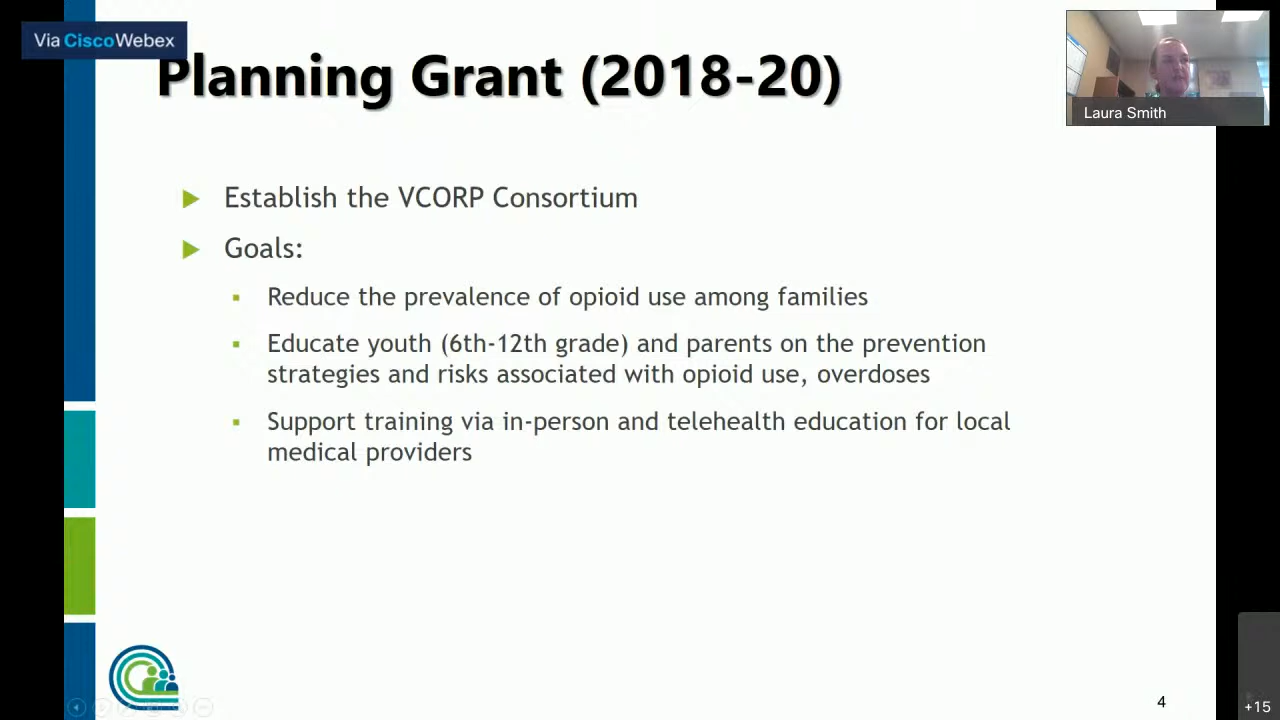 Via CiscoWebex
Planning Grant (2018-20)
Laura Smith
Establish the VCORP Consortium
Goals:
Reduce the prevalence of opioid use among families
Educate youth (6th-12th grade) and parents on the prevention
strategies and risks associated with opioid use, overdoses
Support training via in-person and telehealth education for local
medical providers
4
+15